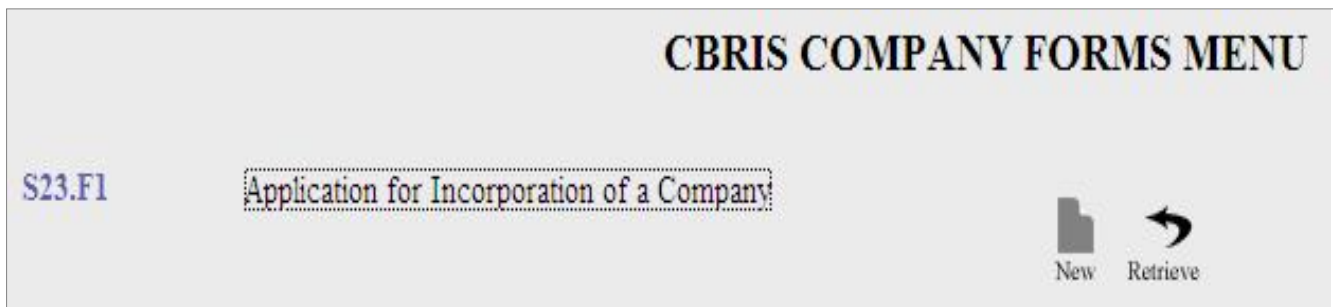 CBRIS COMPANY FORMS MENU
S23.F1 Application for Incorporation of a Company
New Retrieve